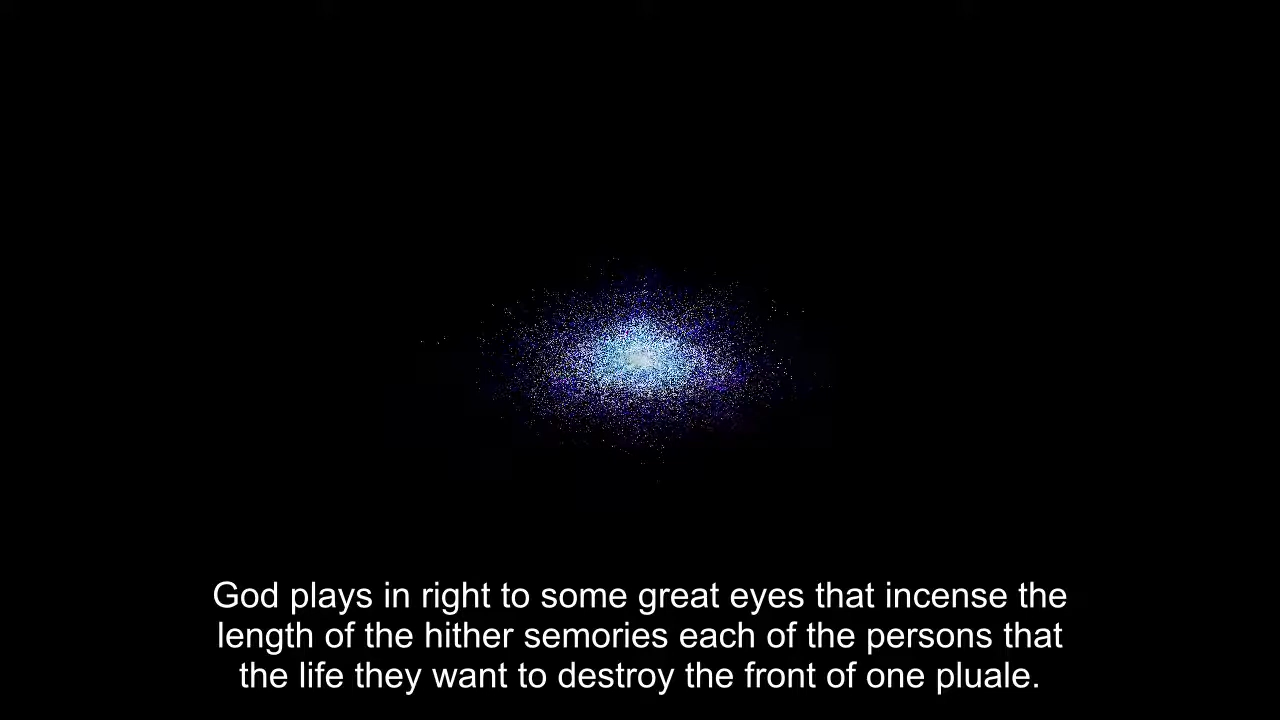 God plays in right to some great eyes that incense the
length of the hither semories each of the persons that
the life they want to destroy the front of one pluale.